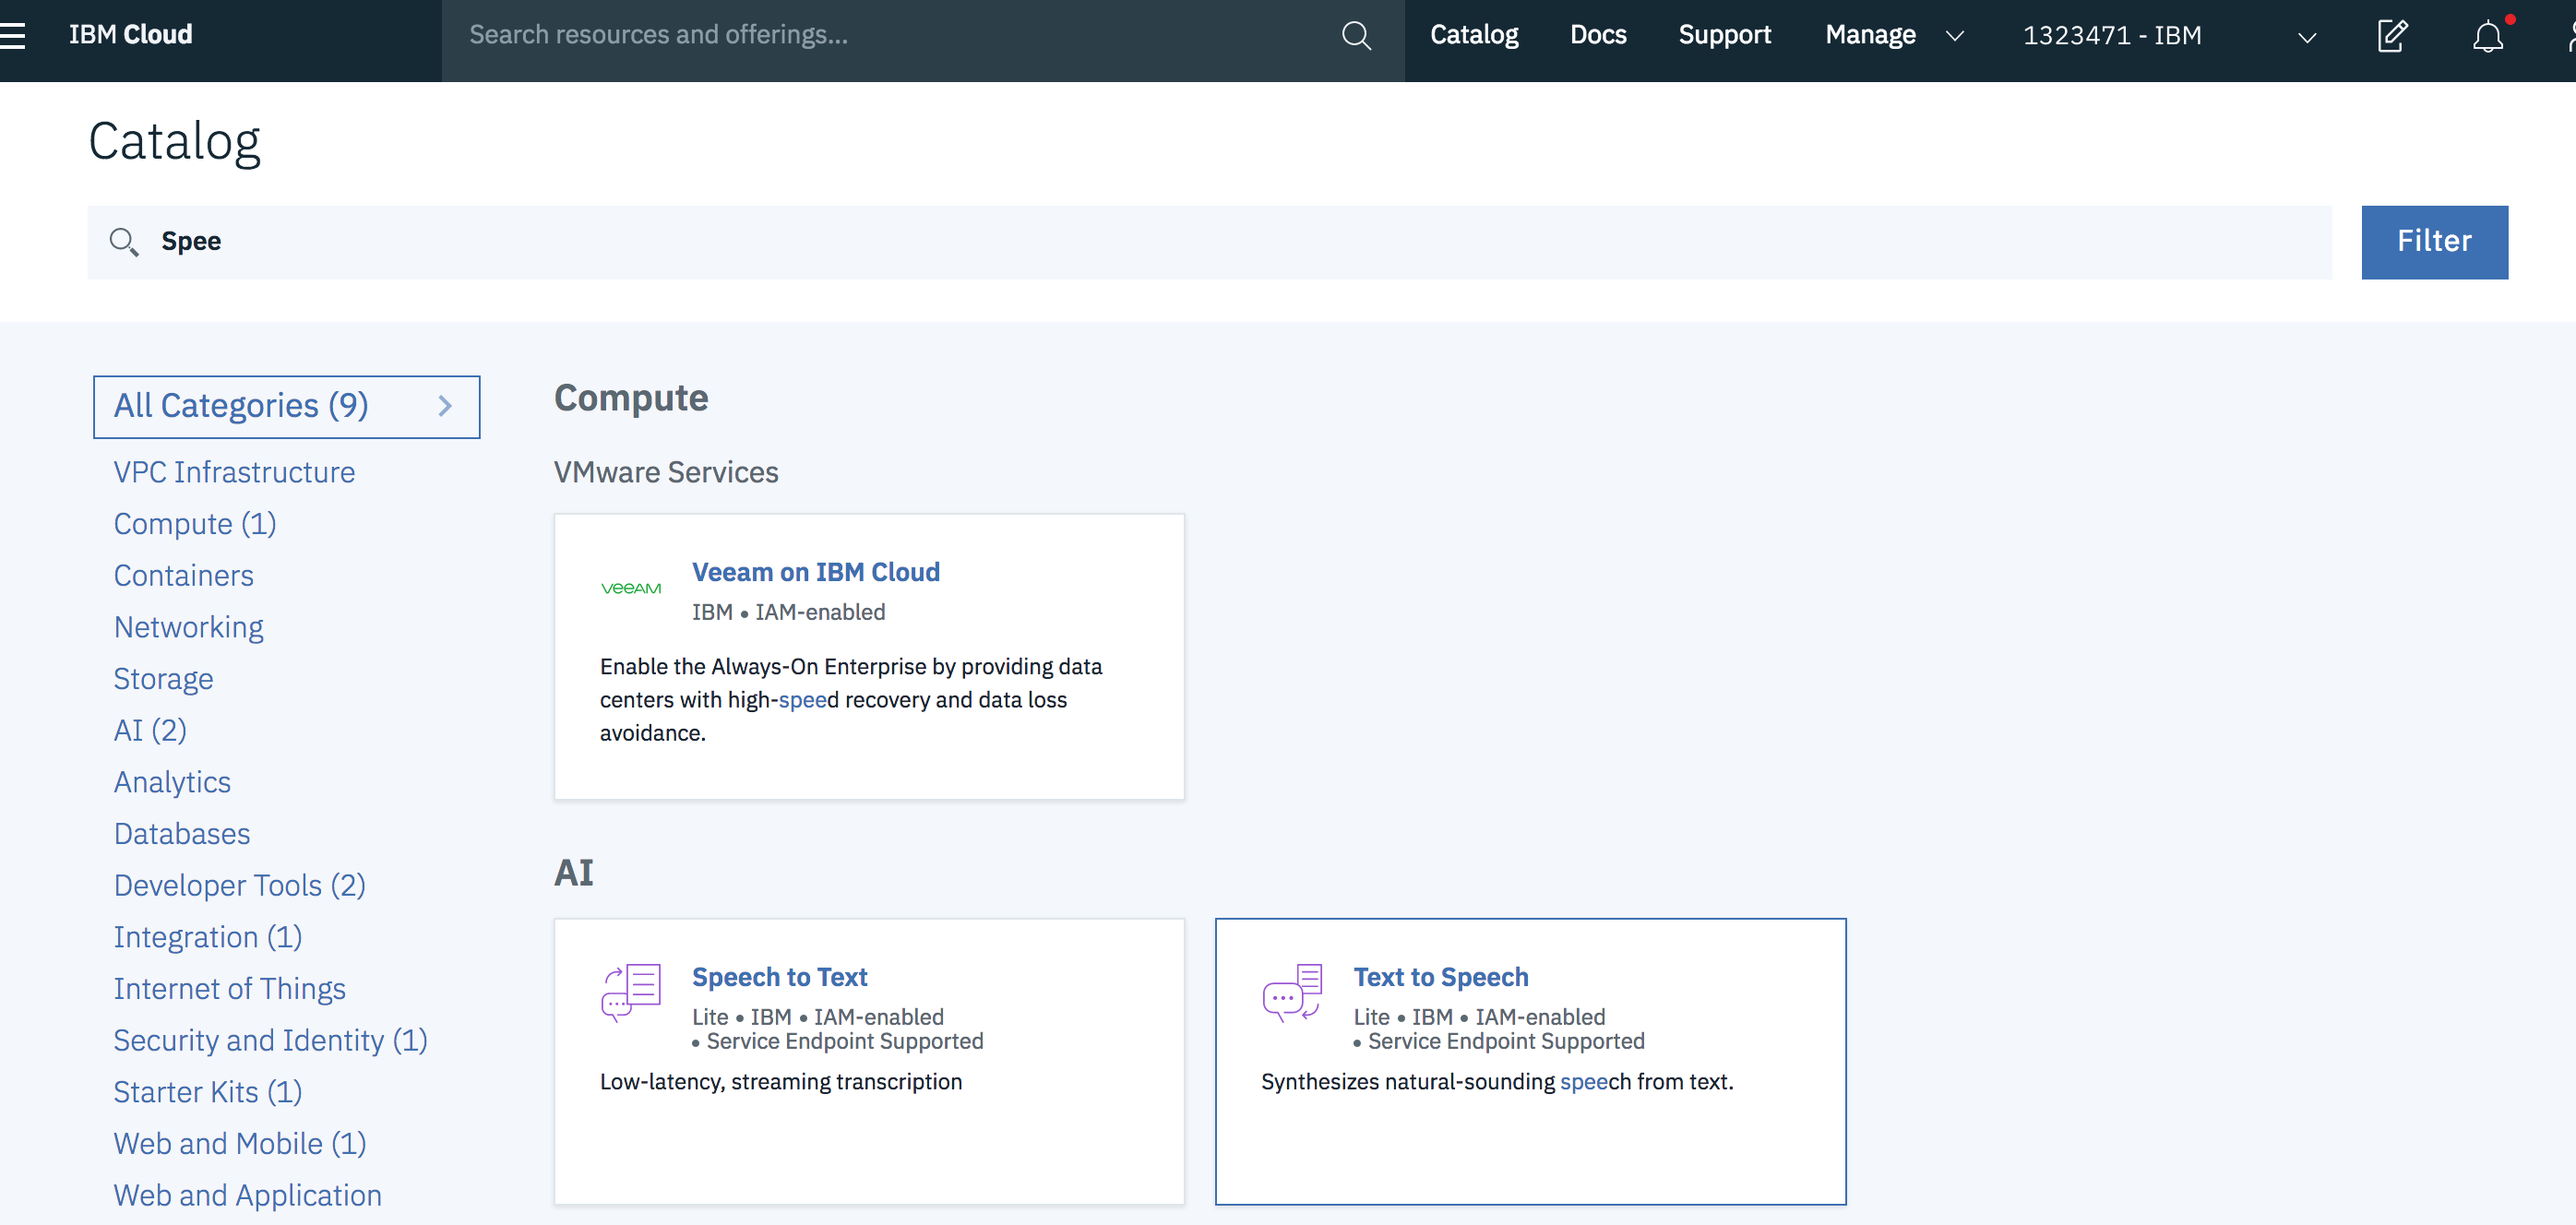 IBM Cloud
Search resources and offerings...
Catalog
Docs
Support
Manage
1323471 - IBM
Catalog
Spee
Filter
All Categories (9)
VPC Infrastructure
Compute (1)
Containers
Networking
Storage
AI (2)
Analytics
Databases
Developer Tools (2)
Integration (1)
Internet of Things
Security and Identity (1)
Starter Kits (1)
Web and Mobile (1)
Web and Application
Compute
VMware Services
veeAM
Veeam on IBM Cloud
IBM • IAM-enabled
Enable the Always-On Enterprise by providing data
centers with high-speed recovery and data loss
avoidance.
AI
Speech to Text
Lite • IBM • IAM-enabled
• Service Endpoint Supported
Low-latency, streaming transcription
Text to Speech
Lite • IBM • IAM-enabled
• Service Endpoint Supported
Synthesizes natural-sounding speech from text.